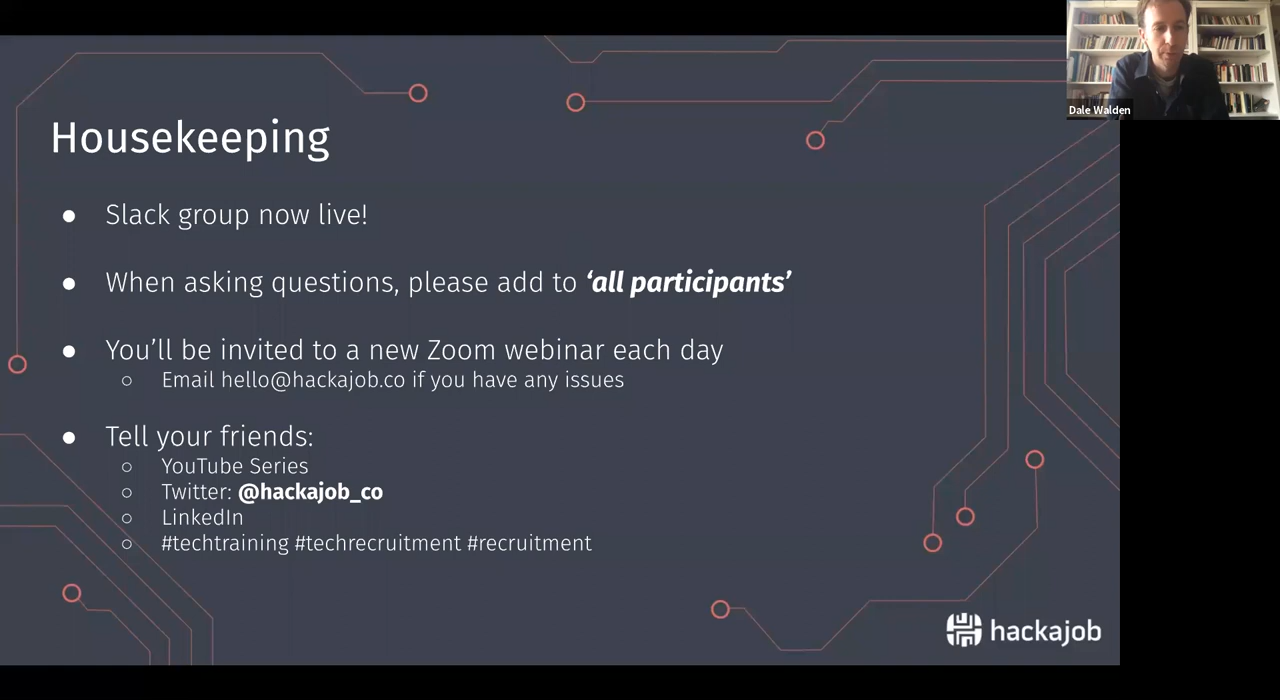 Dale Walden
Housekeeping
● Slack group now live!
● When asking questions, please add to ‘all participants’
● You’ll be invited to a new Zoom webinar each day
○ Email hello@hackajob.co if you have any issues
● Tell your friends:
○ YouTube Series
○ Twitter: @hackajob_co
○ LinkedIn
○ #techtraining #techrecruitment #recruitment
hackajob